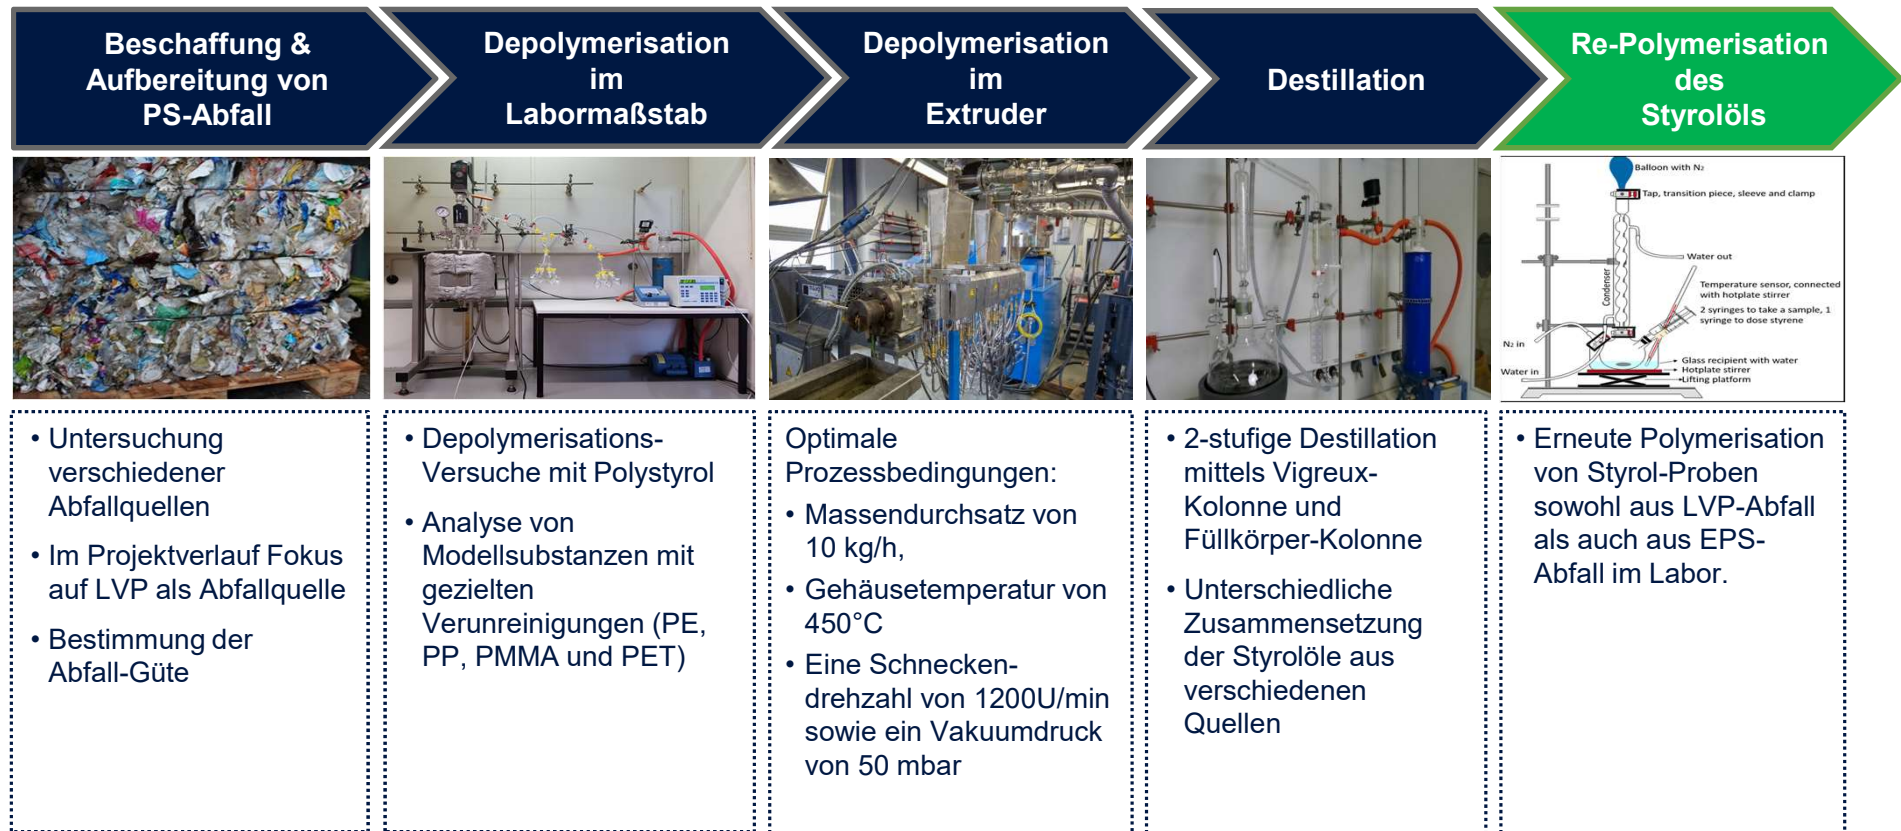 Beschaffung &
Aufbereitung von
PS-Abfall
Depolymerisation
im
Labormaßstab
Depolymerisation
im
Extruder
Destillation
Re-Polymerisation
des
Styrolöls
Balloon with N₂
Tap, transition piece, sleeve and clamp
Water out
Condenser
Temperature sensor, connected
with hotplate stirrer
2 syringes to take a sample, 1
syringe to dose styrene
N₂ in
Glass recipient with water
Hotplate stirrer
Water in
Lifting platform
• Untersuchung
verschiedener
Abfallquellen
• Im Projektverlauf Fokus
auf LVP als Abfallquelle
• Bestimmung der
Abfall-Güte
• Depolymerisations-
Versuche mit Polystyrol
• Analyse von
Modellsubstanzen mit
gezielten
Verunreinigungen (PE,
PP, PMMA und PET)
Optimale
Prozessbedingungen:
• Massendurchsatz von
10 kg/h,
• Gehäusetemperatur von
450°C
• Eine Schnecken-
drehzahl von 1200U/min
sowie ein Vakuumdruck
von 50 mbar
• 2-stufige Destillation
mittels Vigreux-
Kolonne und
Füllkörper-Kolonne
• Unterschiedliche
Zusammensetzung
der Styrolöle aus
verschiedenen
Quellen
• Erneute Polymerisation
von Styrol-Proben
sowohl aus LVP-Abfall
als auch aus EPS-
Abfall im Labor.